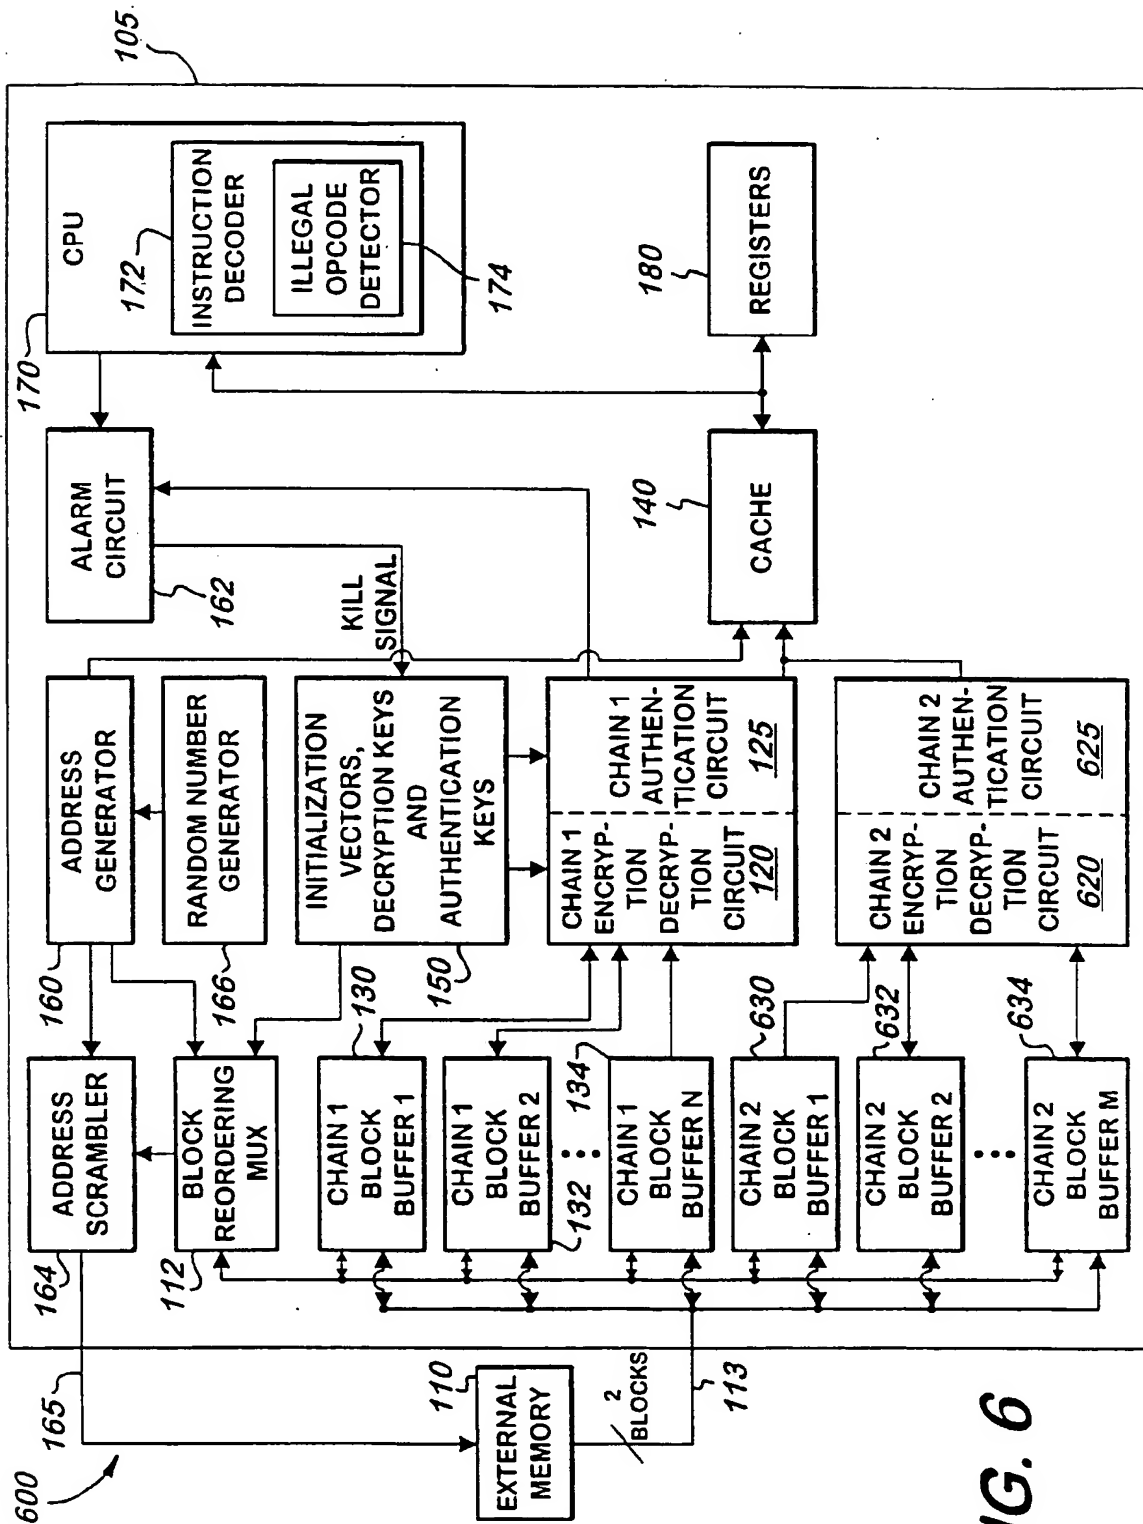 600
165
164
ADDRESS
SCRAMBLER
160
ADDRESS
GENERATOR
162
ALARM
CIRCUIT
170
CPU
105
172
INSTRUCTION
DECODER
ILLEGAL
OPCODE
DETECTOR
174
112
BLOCK
REORDERING
MUX
166
RANDOM NUMBER
GENERATOR
KILL
SIGNAL
INITIALIZATION
VECTORS,
DECRYPTION KEYS
AND
AUTHENTICATION
KEYS
150
110
EXTERNAL
MEMORY
2
BLOCKS
113
130
CHAIN 1
BLOCK
BUFFER 1
CHAIN 1
BLOCK
BUFFER 2
132
134
CHAIN 1
BLOCK
BUFFER N
CHAIN 1
ENCRYP-
TION
DECRYP-
TION
CIRCUIT
120
CHAIN 1
AUTHEN-
TICATION
CIRCUIT
125
140
CACHE
180
REGISTERS
630
CHAIN 2
BLOCK
BUFFER 1
632
CHAIN 2
BLOCK
BUFFER 2
634
CHAIN 2
BLOCK
BUFFER M
CHAIN 2
ENCRYP-
TION
DECRYP-
TION
CIRCUIT
620
CHAIN 2
AUTHEN-
TICATION
CIRCUIT
625
FIG. 6